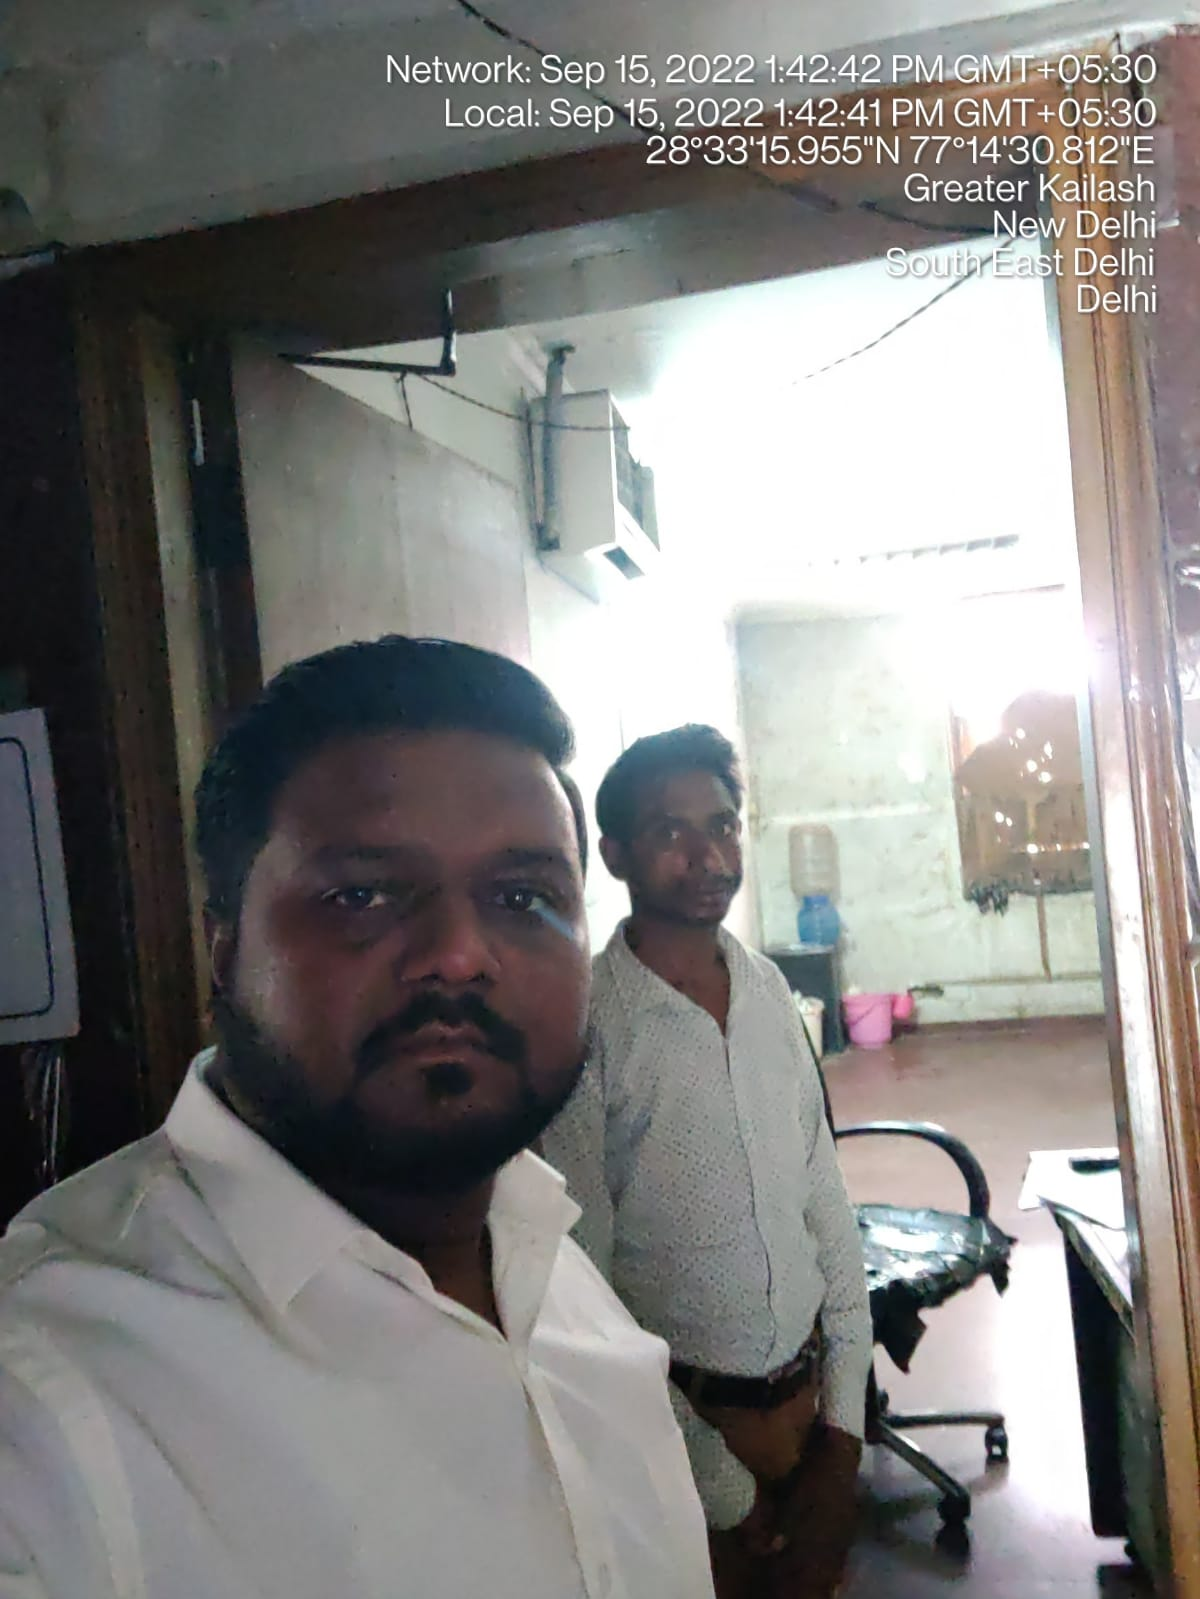 Network: Sep 15, 2022 1:42:42 PM GMT+05:30
Local: Sep 15, 2022 1:42:41 PM GMT+05:30
28°33'15.955"N 77°14'30.812"E
Greater Kailash
New Delhi
South East Delhi
Delhi